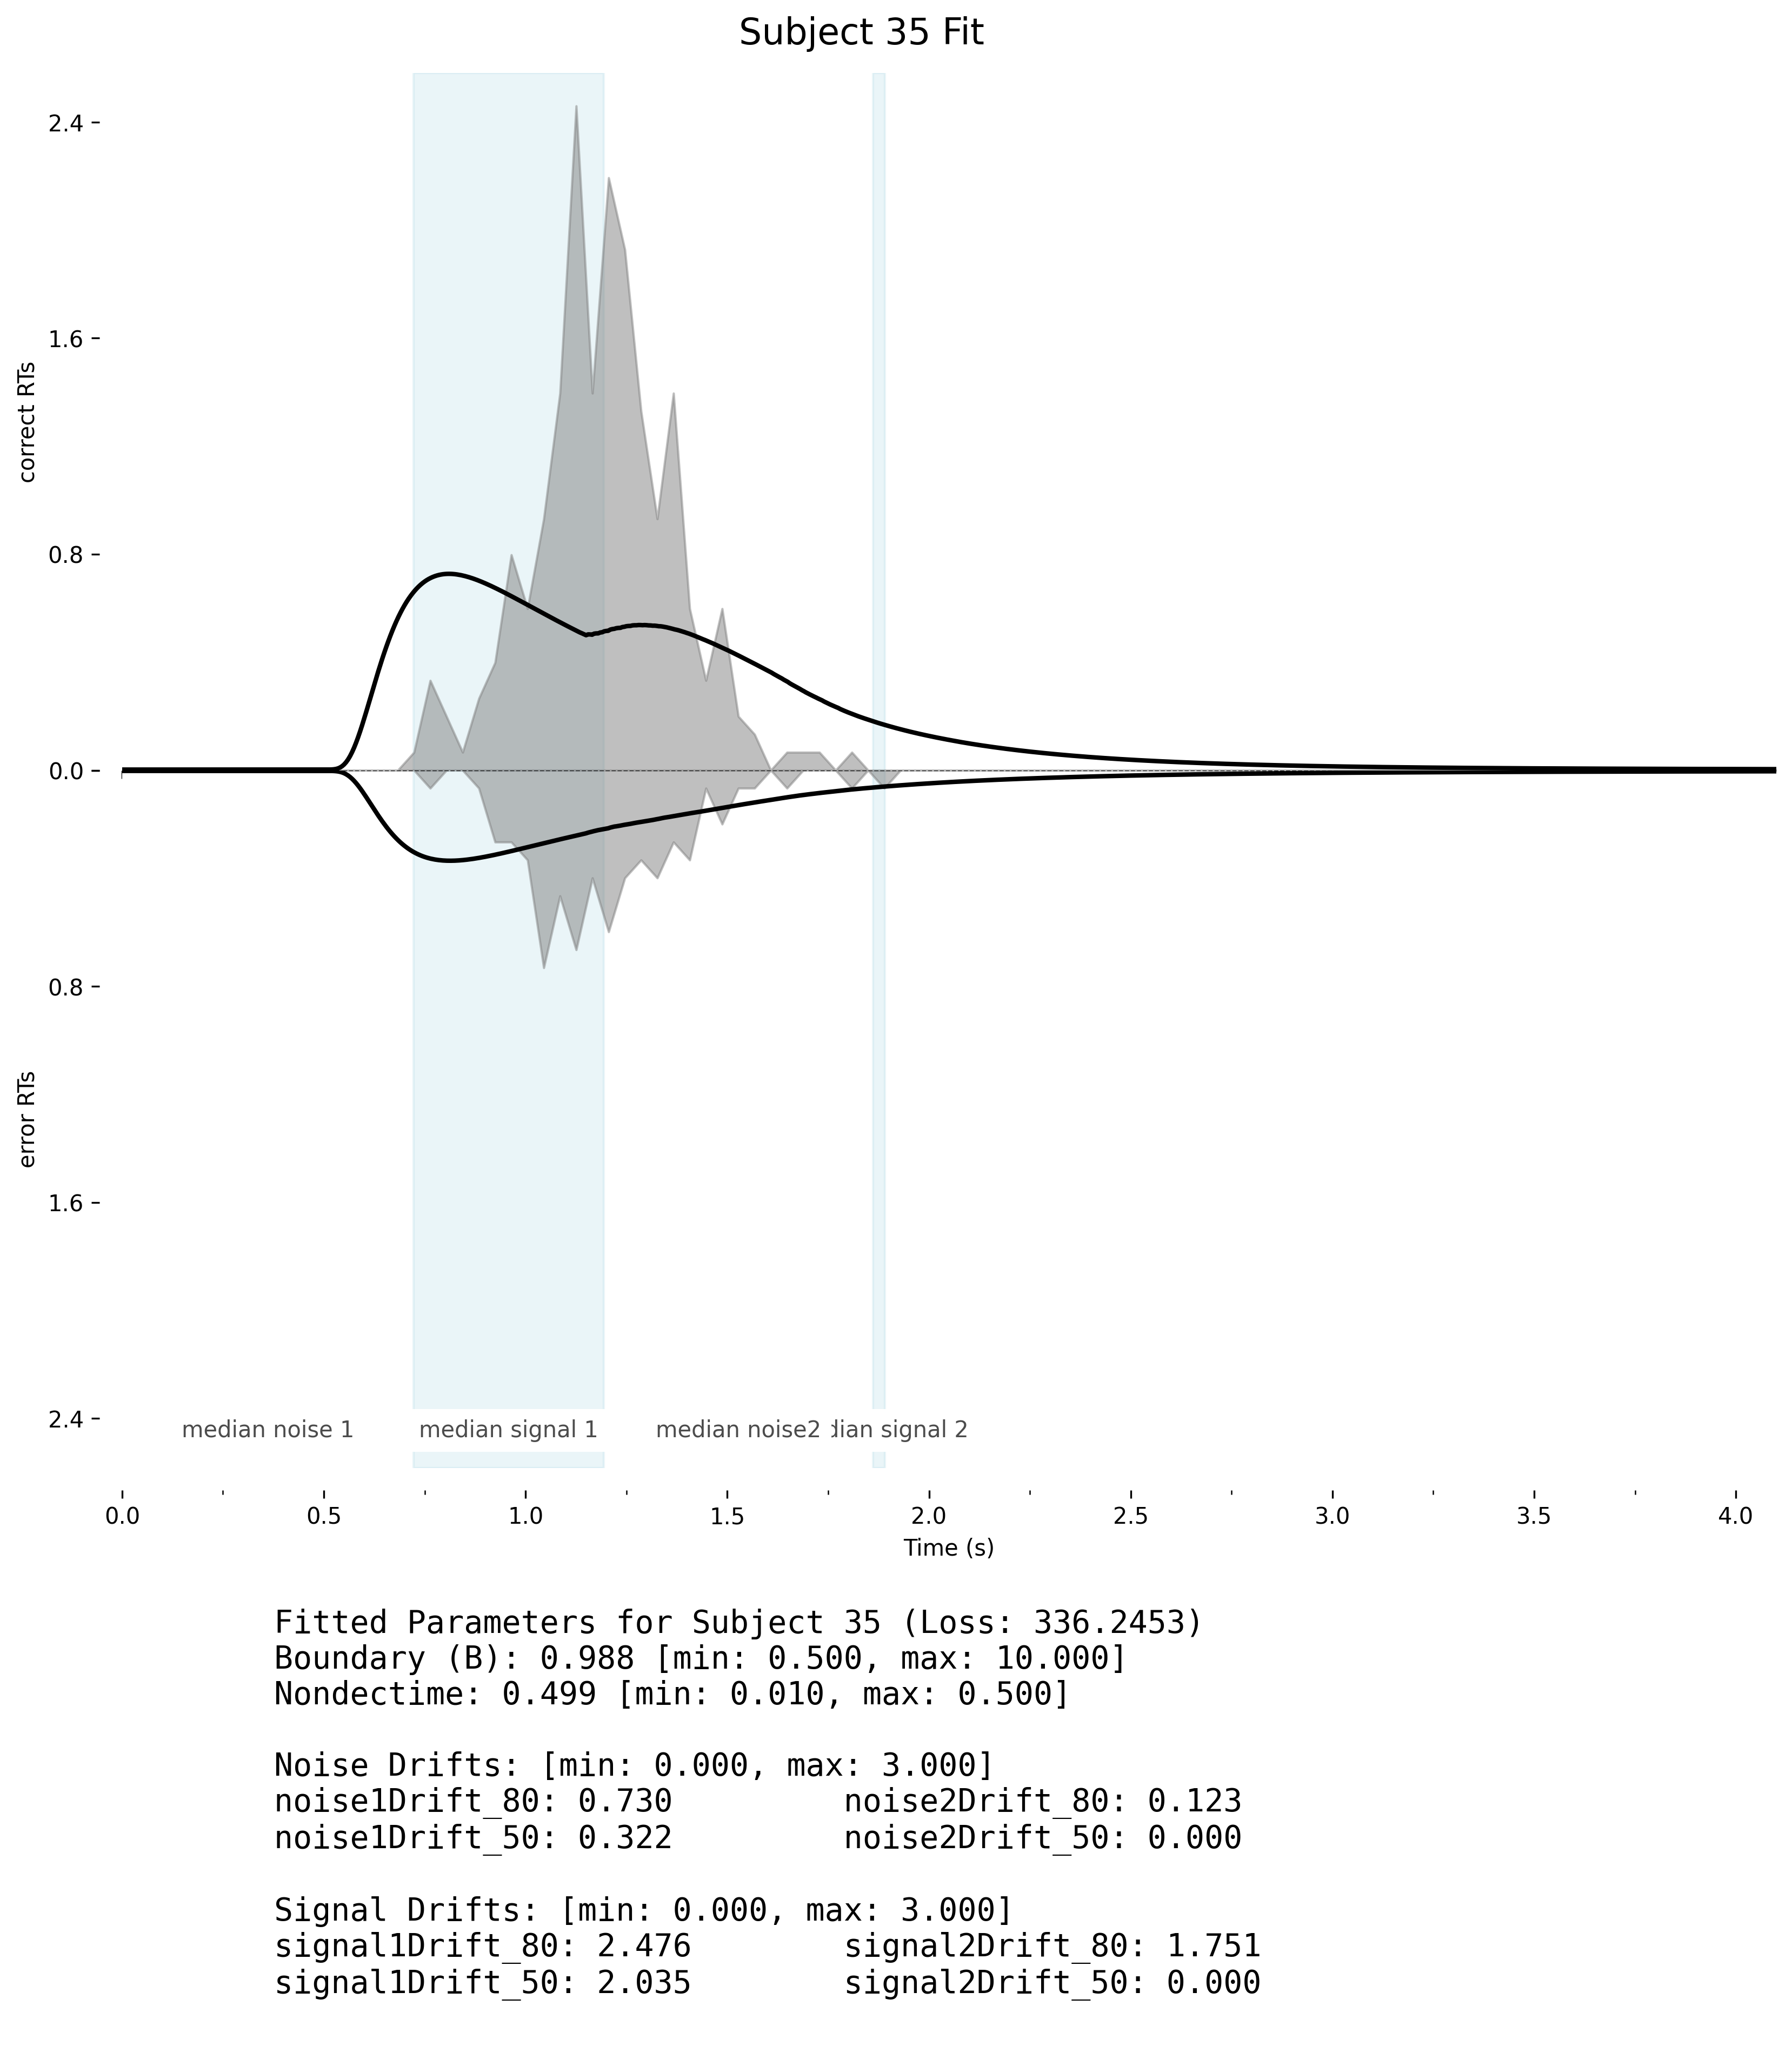 Subject 35 Fit
2.4
1.6
0.8
0.0
0.8
1.6
2.4
correct RTs
error RTs
median noise 1 median signal 1 median noise2 dian signal 2
0.0 0.5 1.0 1.5 2.0 2.5 3.0 3.5 4.0
Time (s)
Fitted Parameters for Subject 35 (Loss: 336.2453)
Boundary (B): 0.988 [min: 0.500, max: 10.000]
Nondectime: 0.499 [min: 0.010, max: 0.500]
Noise Drifts: [min: 0.000, max: 3.000]
noise1Drift_80: 0.730 noise2Drift_80: 0.123
noise1Drift_50: 0.322 noise2Drift_50: 0.000
Signal Drifts: [min: 0.000, max: 3.000]
signal1Drift_80: 2.476 signal2Drift_80: 1.751
signal1Drift_50: 2.035 signal2Drift_50: 0.000